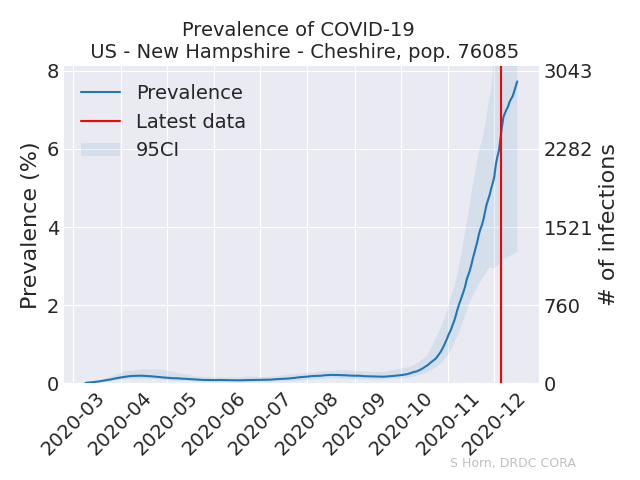 Prevalence of COVID-19
US - New Hampshire - Cheshire, pop. 76085
Prevalence
Latest data
95CI
Prevalence (%)
8
6
4
2
0
3043
2282
1521
760
0
# of infections
2020-03
2020-04
2020-05
2020-06
2020-07
2020-08
2020-09
2020-10
2020-11
2020-12
S Horn, DRDC CORA